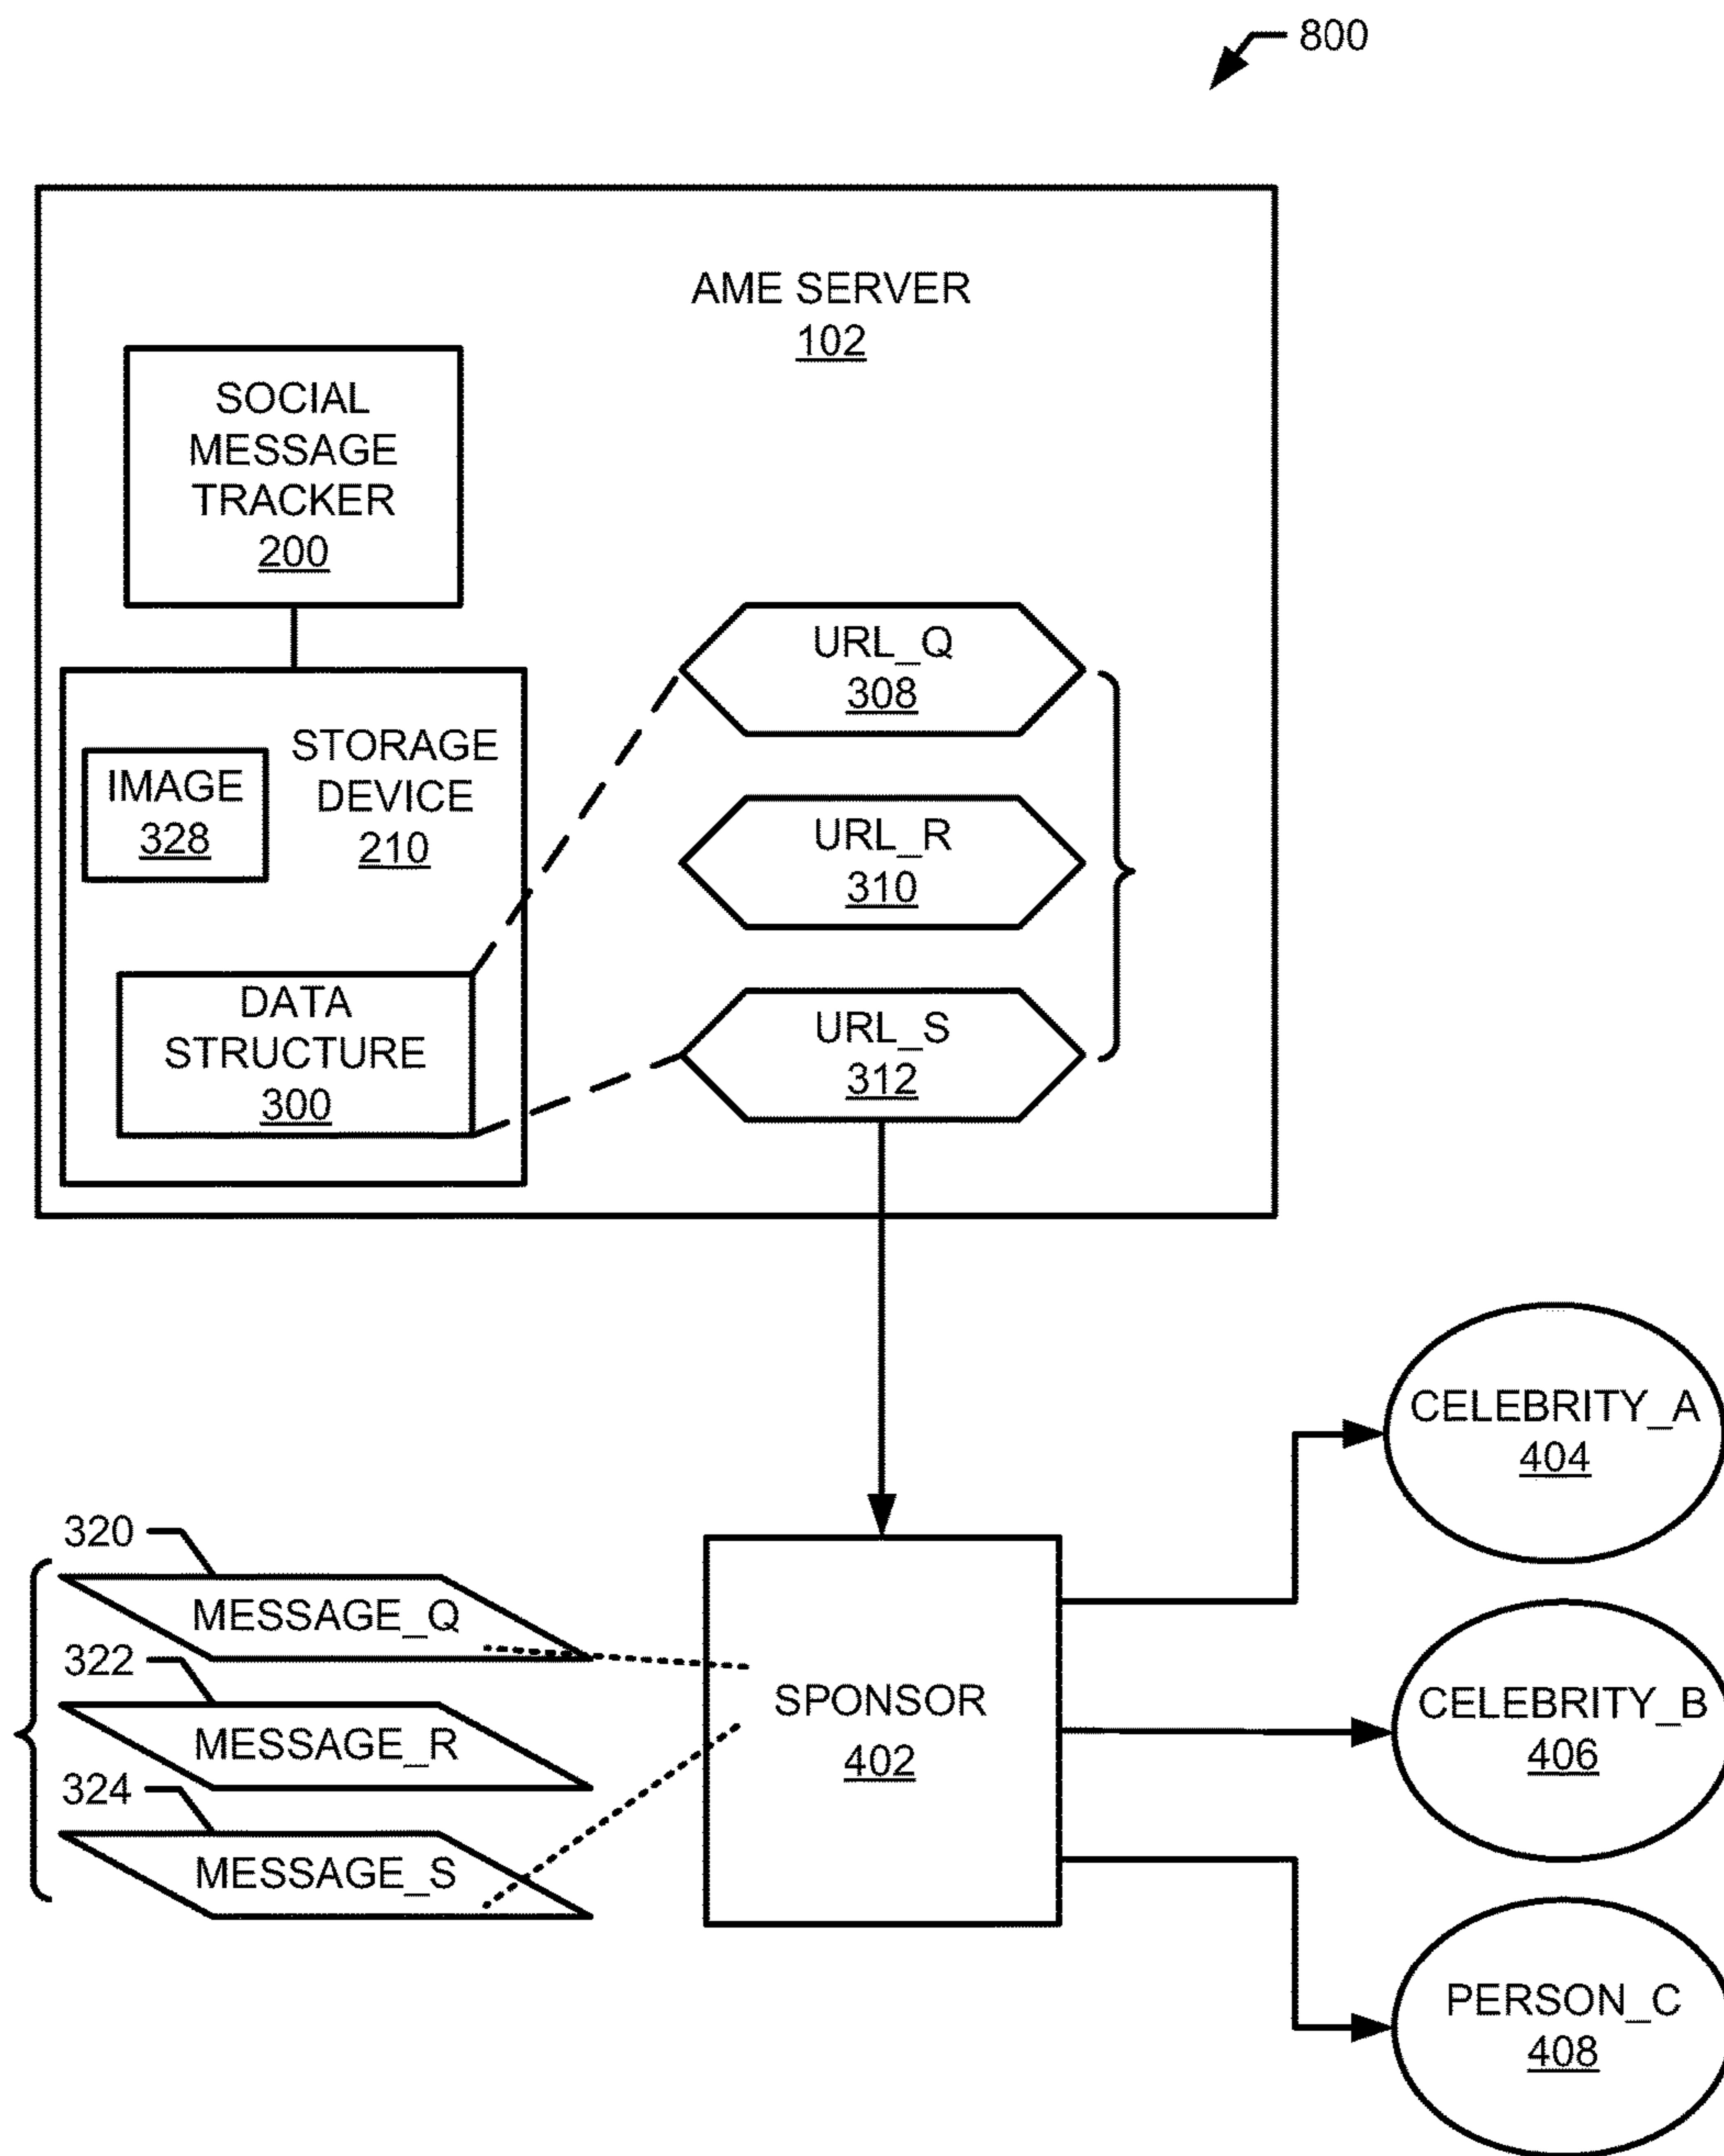 800
AME SERVER
102
SOCIAL
MESSAGE
TRACKER
200
STORAGE
DEVICE
210
IMAGE
328
DATA
STRUCTURE
300
URL_Q
308
URL_R
310
URL_S
312
320
MESSAGE_Q
322
MESSAGE_R
324
MESSAGE_S
SPONSOR
402
CELEBRITY_A
404
CELEBRITY_B
406
PERSON_C
408